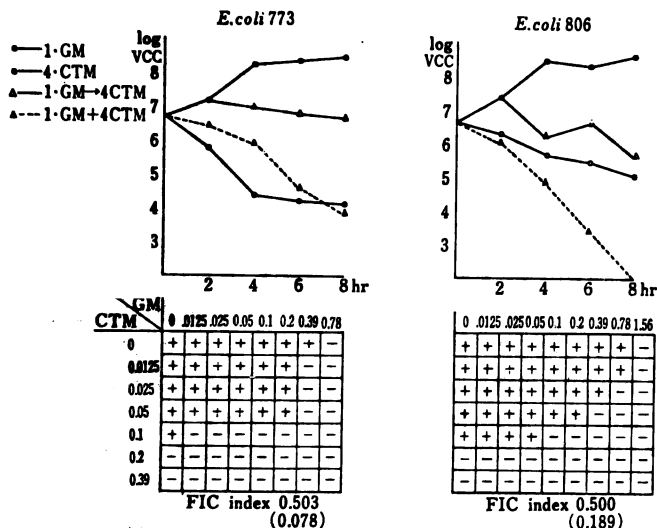 E.coli 773
E.coli 806
1·GM
4·CTM
1·GM→4CTM
1·GM+4CTM
log
VCC
8
7
6
5
4
3
2 4 6 8 hr
log
VCC
8
7
6
5
4
3
2 4 6 8 hr
GM
CTM 0 .0125 .025 0.05 0.1 0.2 0.39 0.78
0 + + + + + + + −
0.0125 + + + + + + − −
0.025 + + + + + + − −
0.05 + + + + + + − −
0.1 + − − − − − − −
0.2 − − − − − − − −
0.39 − − − − − − − −
FIC index 0.503
(0.078)
0 .0125 .025 0.05 0.1 0.2 0.39 0.78 1.56
+ + + + + + + + −
+ + + + + + + + −
+ + + + + + + − −
+ + + + + + − − −
+ + + + − − − − −
− − − − − − − − −
− − − − − − − − −
FIC index 0.500
(0.189)